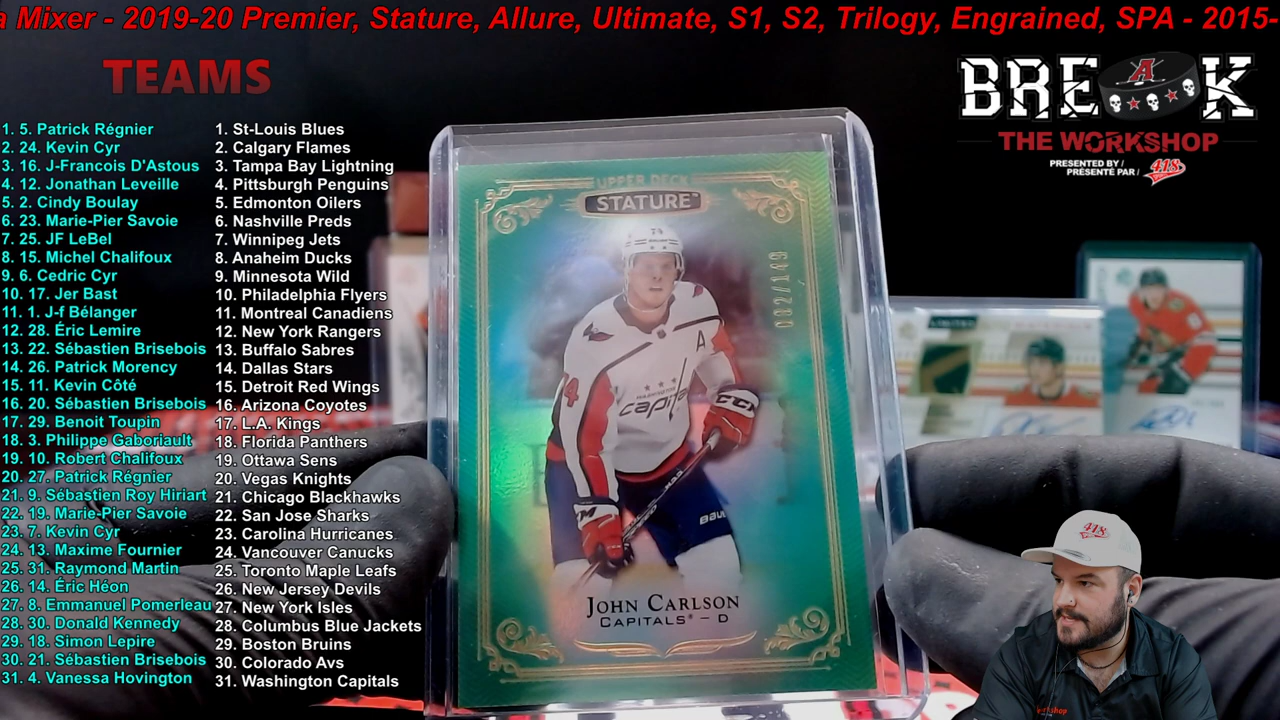 a Mixer - 2019-20 Premier, Stature, Allure, Ultimate, S1, S2, Trilogy, Engrained, SPA - 2015-
TEAMS
1. 5. Patrick Régnier
2. 24. Kevin Cyr
3. 16. J-Francois D'Astous
4. 12. Jonathan Leveille
5. 2. Cindy Boulay
6. 23. Marie-Pier Savoie
7. 25. JF LeBel
8. 15. Michel Chalifoux
9. 6. Cedric Cyr
10. 17. Jer Bast
11. 1. J-f Bélanger
12. 28. Éric Lemire
13. 22. Sébastien Brisebois
14. 26. Patrick Morency
15. 11. Kevin Côté
16. 20. Sébastien Brisebois
17. 29. Benoit Toupin
18. 3. Philippe Gaboriault
19. 10. Robert Chalifoux
20. 27. Patrick Régnier
21. 9. Sébastien Roy Hiriart
22. 19. Marie-Pier Savoie
23. 7. Kevin Cyr
24. 13. Maxime Fournier
25. 31. Raymond Martin
26. 14. Éric Héon
27. 8. Emmanuel Pomerleau
28. 30. Donald Kennedy
29. 18. Simon Lepire
30. 21. Sébastien Brisebois
31. 4. Vanessa Hovington
1. St-Louis Blues
2. Calgary Flames
3. Tampa Bay Lightning
4. Pittsburgh Penguins
5. Edmonton Oilers
6. Nashville Preds
7. Winnipeg Jets
8. Anaheim Ducks
9. Minnesota Wild
10. Philadelphia Flyers
11. Montreal Canadiens
12. New York Rangers
13. Buffalo Sabres
14. Dallas Stars
15. Detroit Red Wings
16. Arizona Coyotes
17. L.A. Kings
18. Florida Panthers
19. Ottawa Sens
20. Vegas Knights
21. Chicago Blackhawks
22. San Jose Sharks
23. Carolina Hurricanes
24. Vancouver Canucks
25. Toronto Maple Leafs
26. New Jersey Devils
27. New York Isles
28. Columbus Blue Jackets
29. Boston Bruins
30. Colorado Avs
31. Washington Capitals
UPPER DECK
STATURE™
082/149
A
capitals
CCM
BAUER
JOHN CARLSON
CAPITALS® – D
BREAK
THE WORKSHOP
PRESENTED BY /
PRÉSENTÉ PAR /
418
418